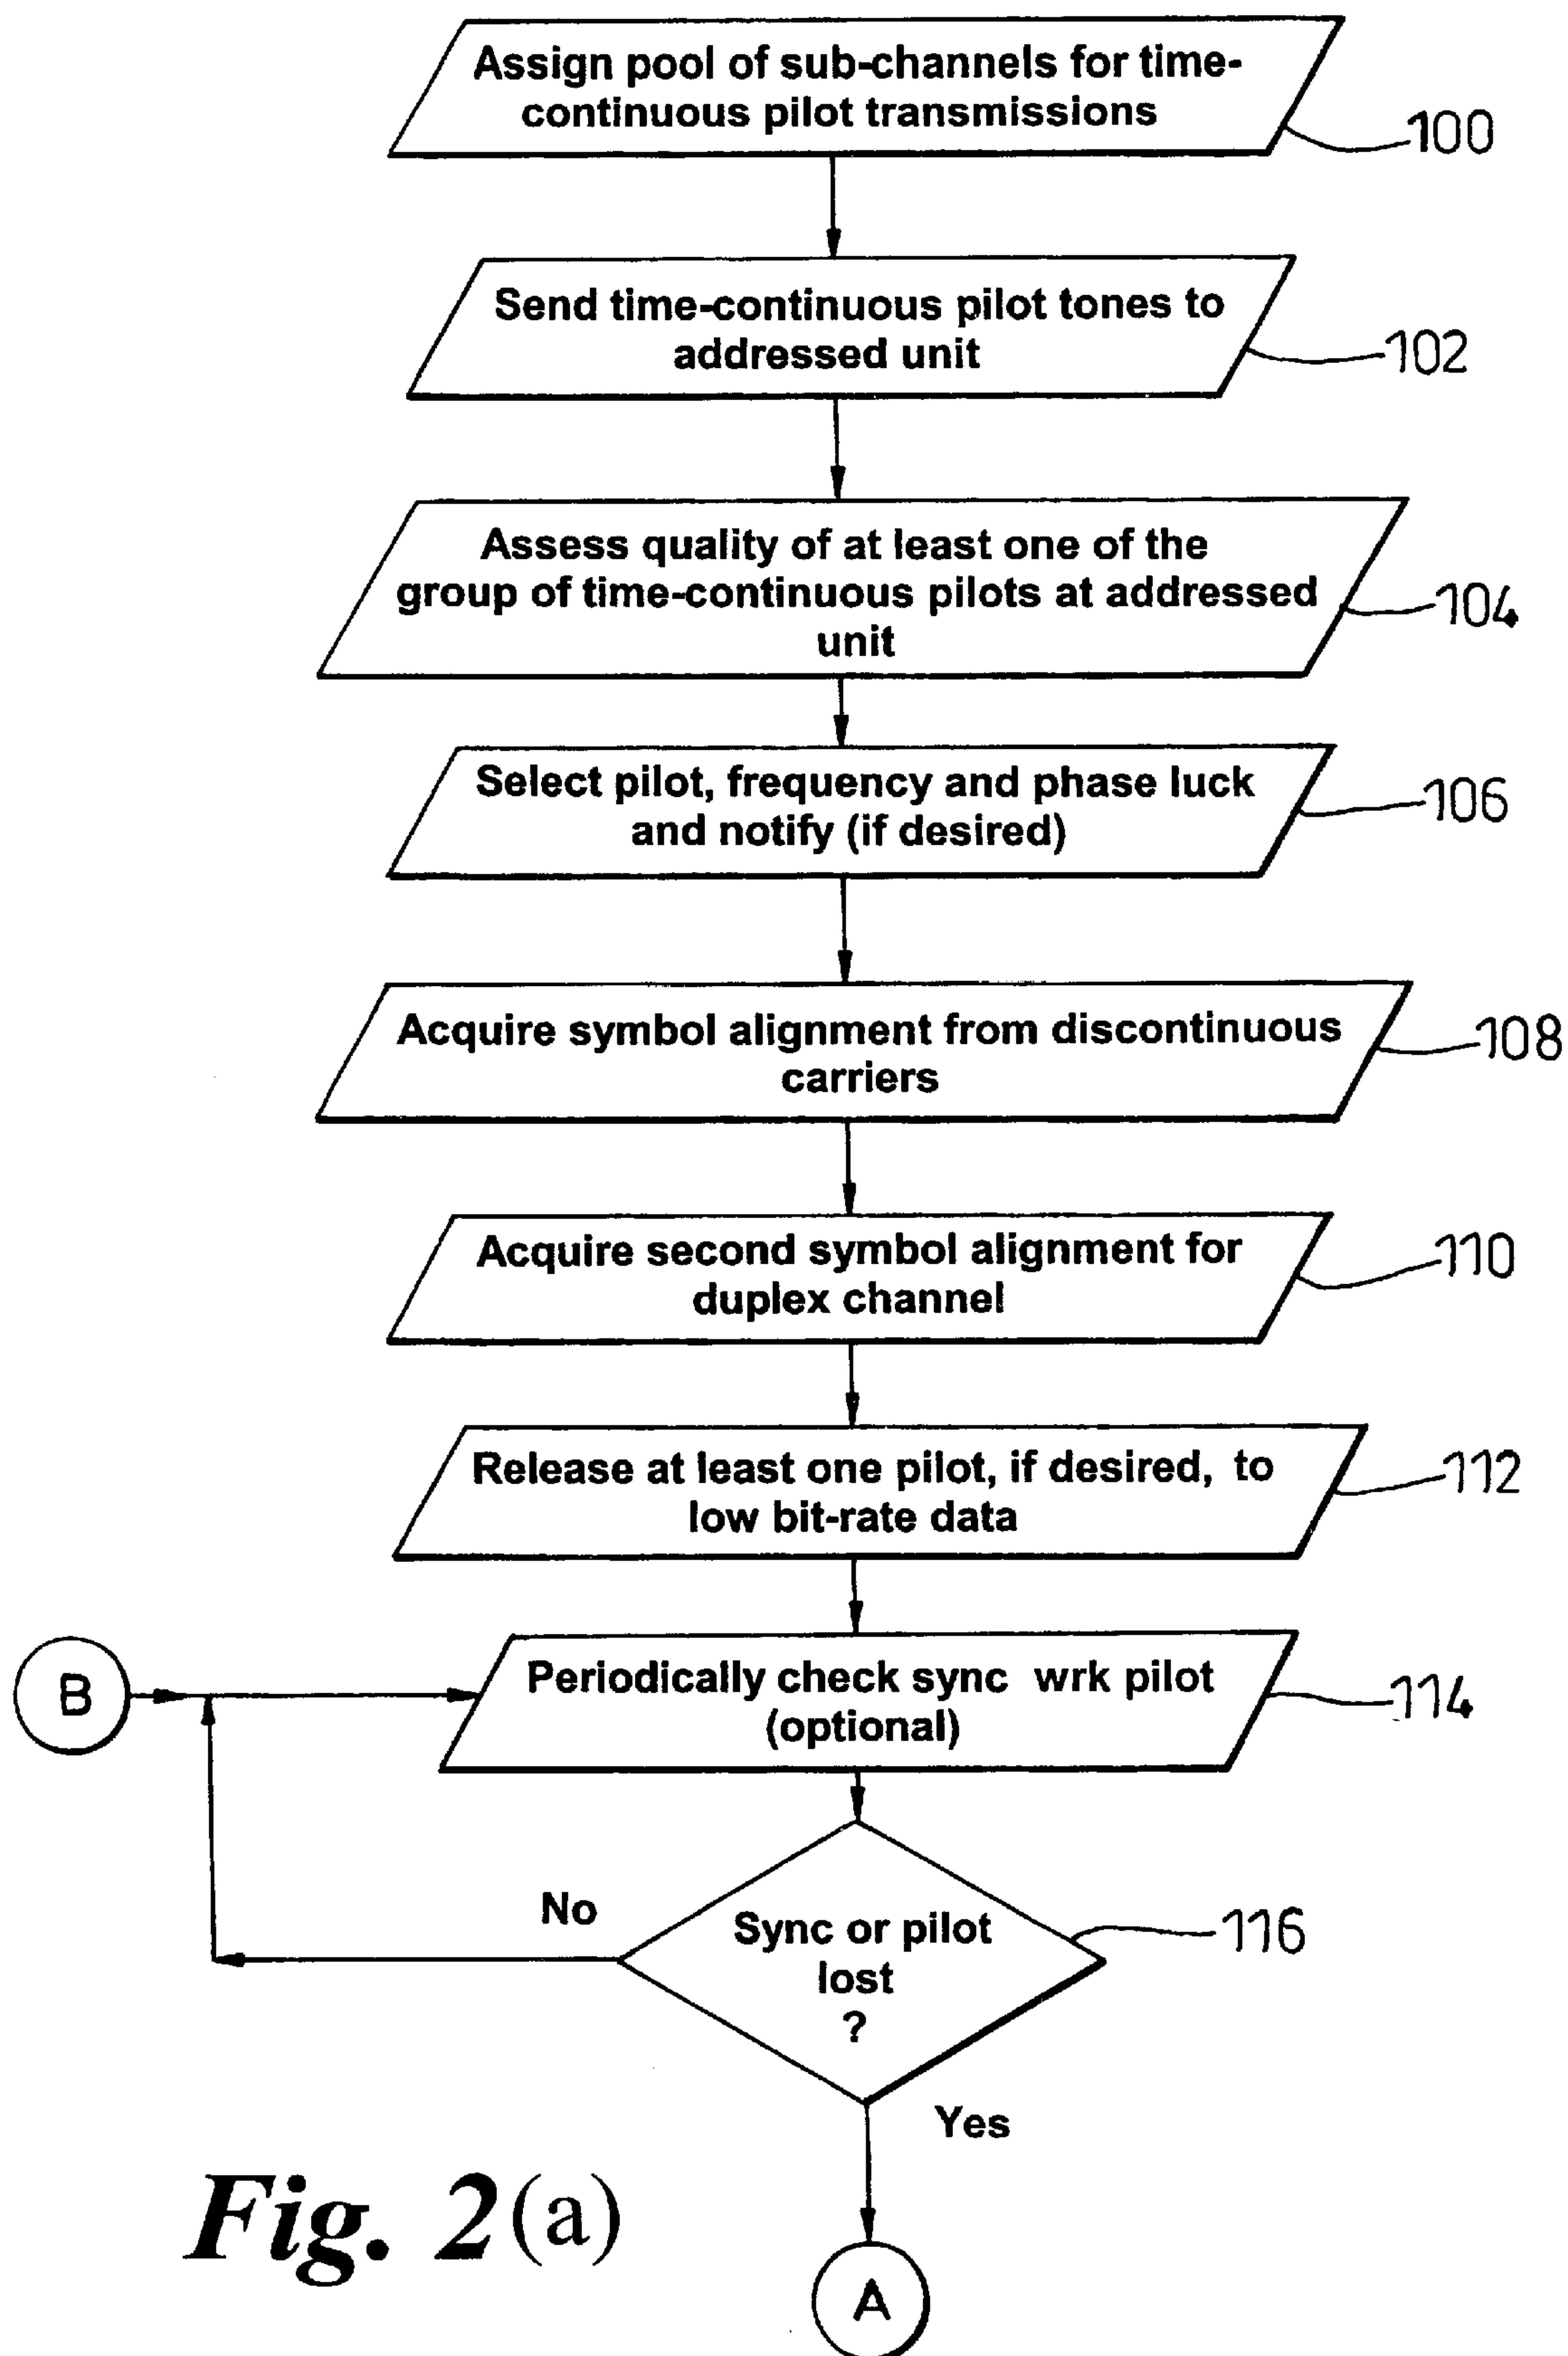 Assign pool of sub-channels for time-
continuous pilot transmissions
100
Send time-continuous pilot tones to
addressed unit
102
Assess quality of at least one of the
group of time-continuous pilots at addressed
unit
104
Select pilot, frequency and phase luck
and notify (if desired)
106
Acquire symbol alignment from discontinuous
carriers
108
Acquire second symbol alignment for
duplex channel
110
Release at least one pilot, if desired, to
low bit-rate data
112
B
Periodically check sync wrk pilot
(optional)
114
No
Sync or pilot
lost
?
116
Yes
Fig. 2(a)
A